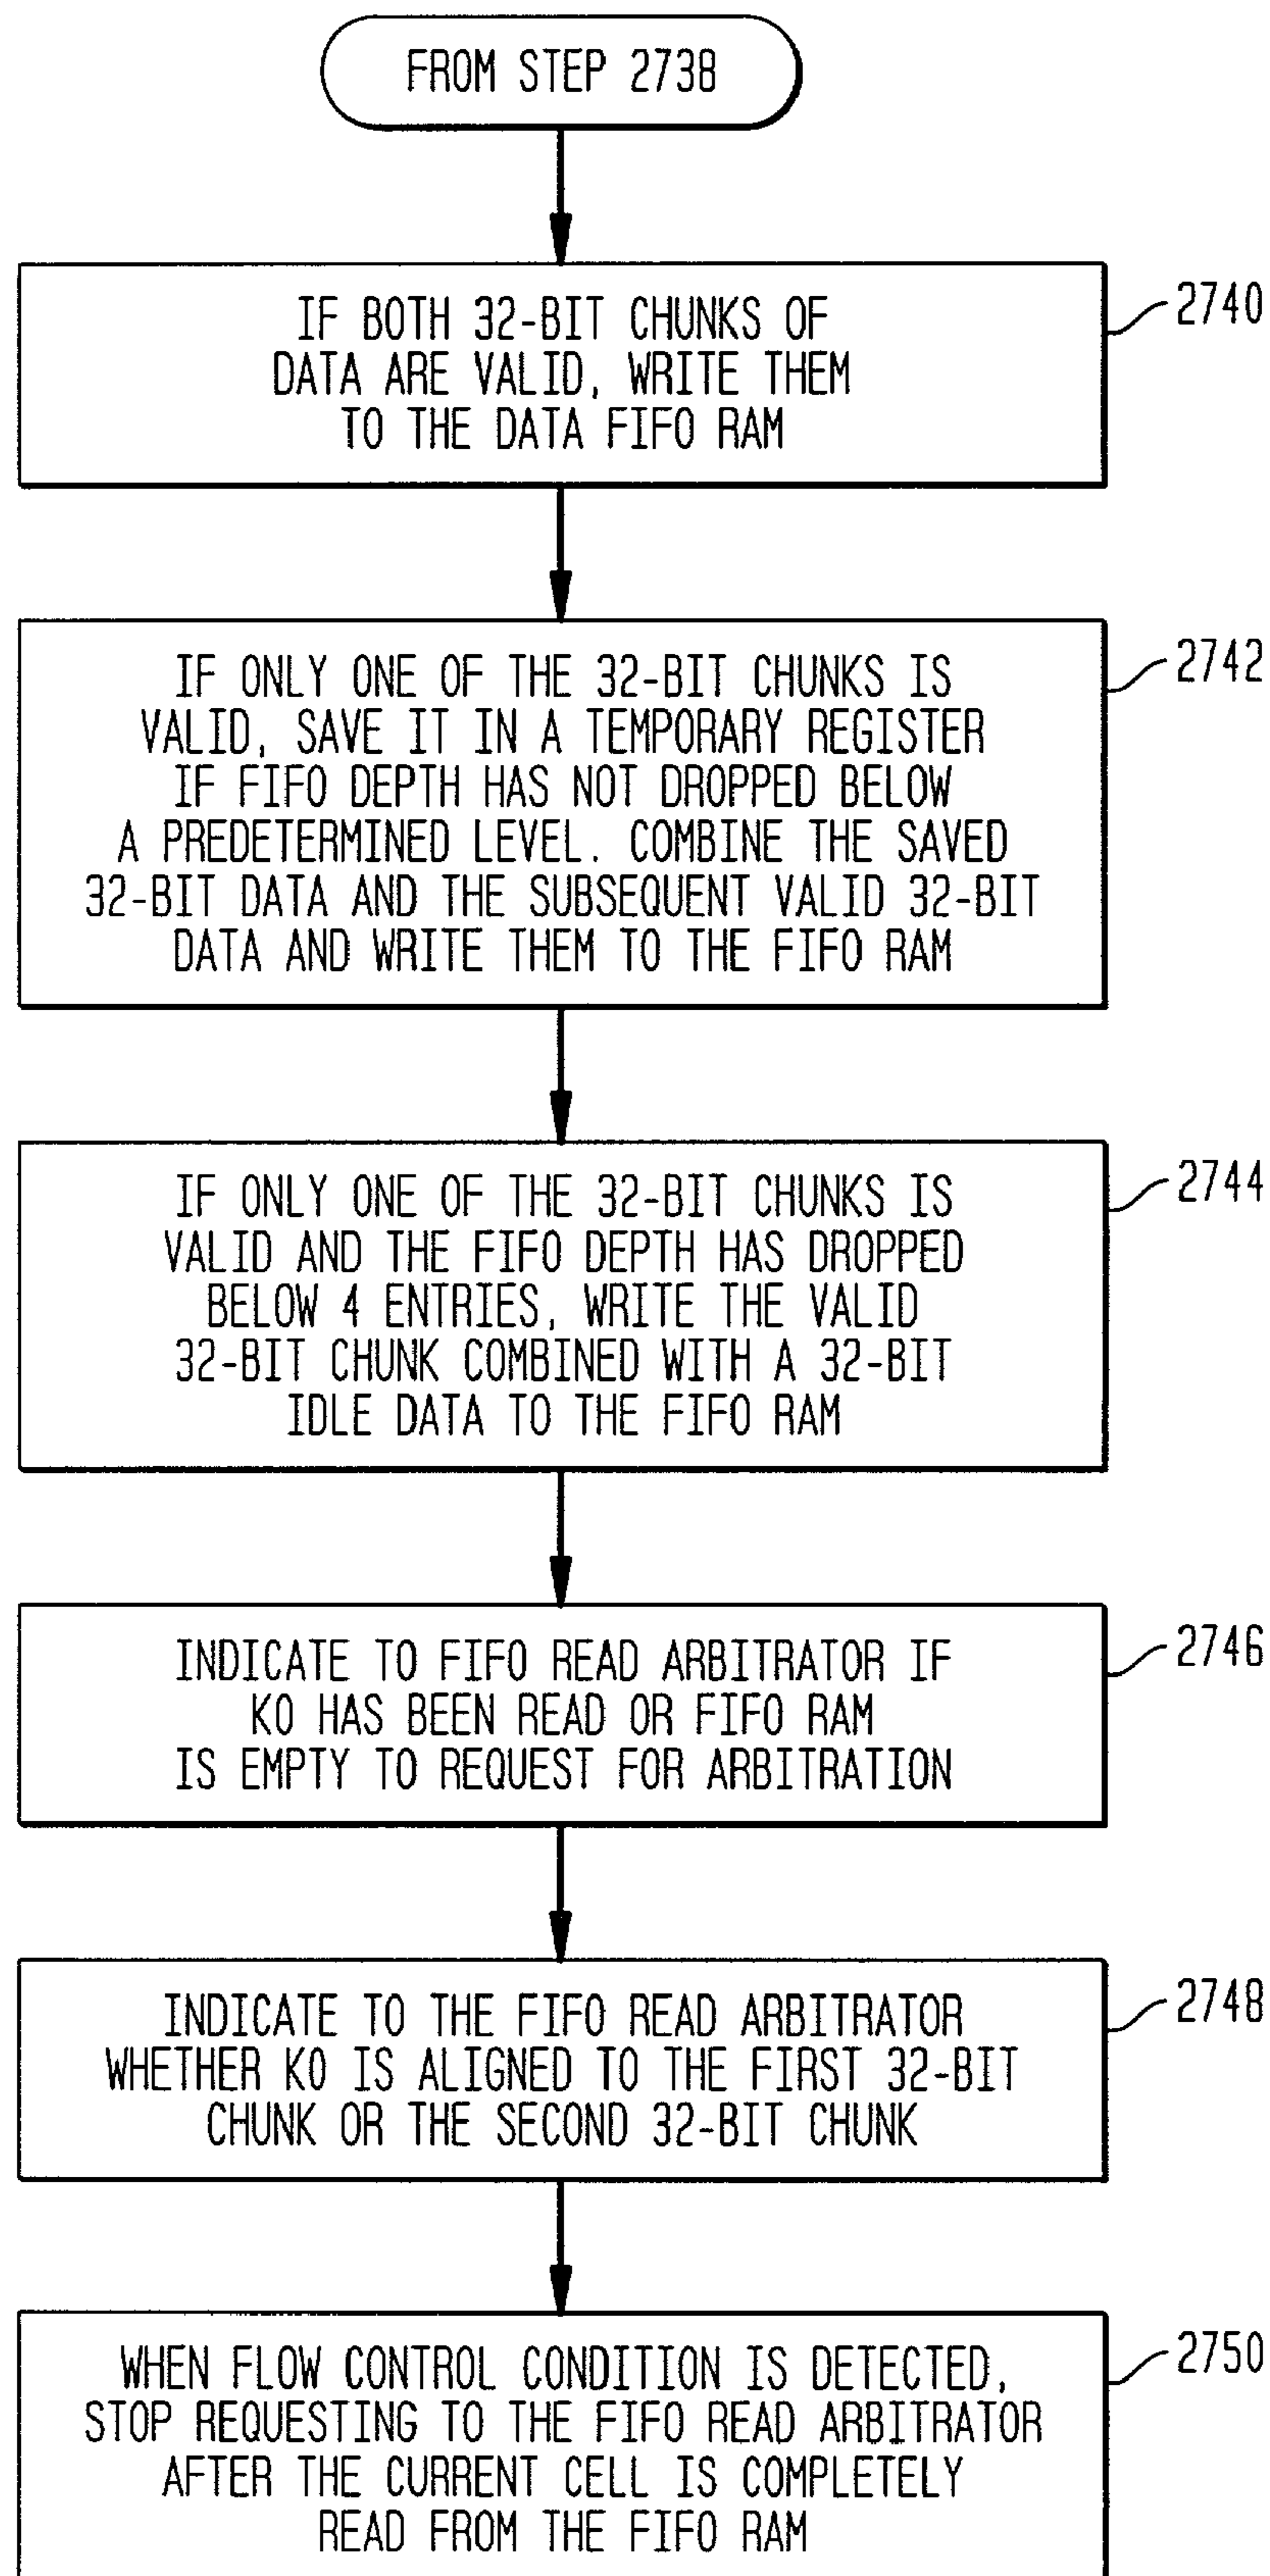 FROM STEP 2738
IF BOTH 32-BIT CHUNKS OF
DATA ARE VALID, WRITE THEM
TO THE DATA FIFO RAM
2740
IF ONLY ONE OF THE 32-BIT CHUNKS IS
VALID, SAVE IT IN A TEMPORARY REGISTER
IF FIFO DEPTH HAS NOT DROPPED BELOW
A PREDETERMINED LEVEL. COMBINE THE SAVED
32-BIT DATA AND THE SUBSEQUENT VALID 32-BIT
DATA AND WRITE THEM TO THE FIFO RAM
2742
IF ONLY ONE OF THE 32-BIT CHUNKS IS
VALID AND THE FIFO DEPTH HAS DROPPED
BELOW 4 ENTRIES, WRITE THE VALID
32-BIT CHUNK COMBINED WITH A 32-BIT
IDLE DATA TO THE FIFO RAM
2744
INDICATE TO FIFO READ ARBITRATOR IF
K0 HAS BEEN READ OR FIFO RAM
IS EMPTY TO REQUEST FOR ARBITRATION
2746
INDICATE TO THE FIFO READ ARBITRATOR
WHETHER K0 IS ALIGNED TO THE FIRST 32-BIT
CHUNK OR THE SECOND 32-BIT CHUNK
2748
WHEN FLOW CONTROL CONDITION IS DETECTED,
STOP REQUESTING TO THE FIFO READ ARBITRATOR
AFTER THE CURRENT CELL IS COMPLETELY
READ FROM THE FIFO RAM
2750